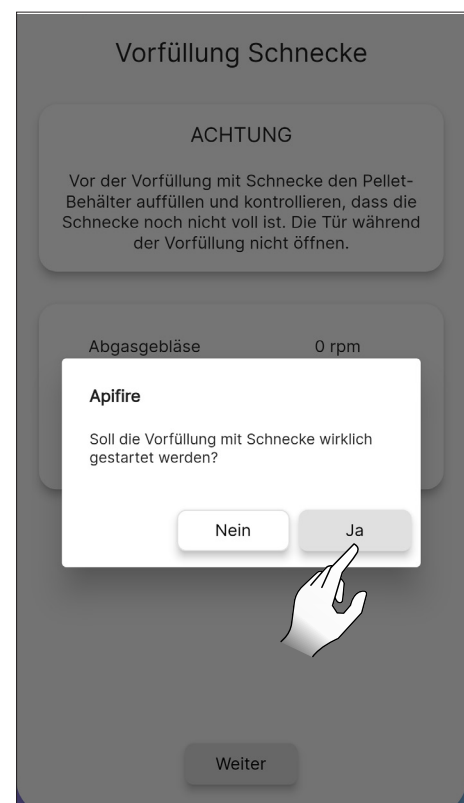 Vorfüllung Schnecke
ACHTUNG
Vor der Vorfüllung mit Schnecke den Pellet-
Behälter auffüllen und kontrollieren, dass die
Schnecke noch nicht voll ist. Die Tür während
der Vorfüllung nicht öffnen.
Abgasgebläse 0 rpm
Apifire
Soll die Vorfüllung mit Schnecke wirklich
gestartet werden?
Nein Ja
Weiter